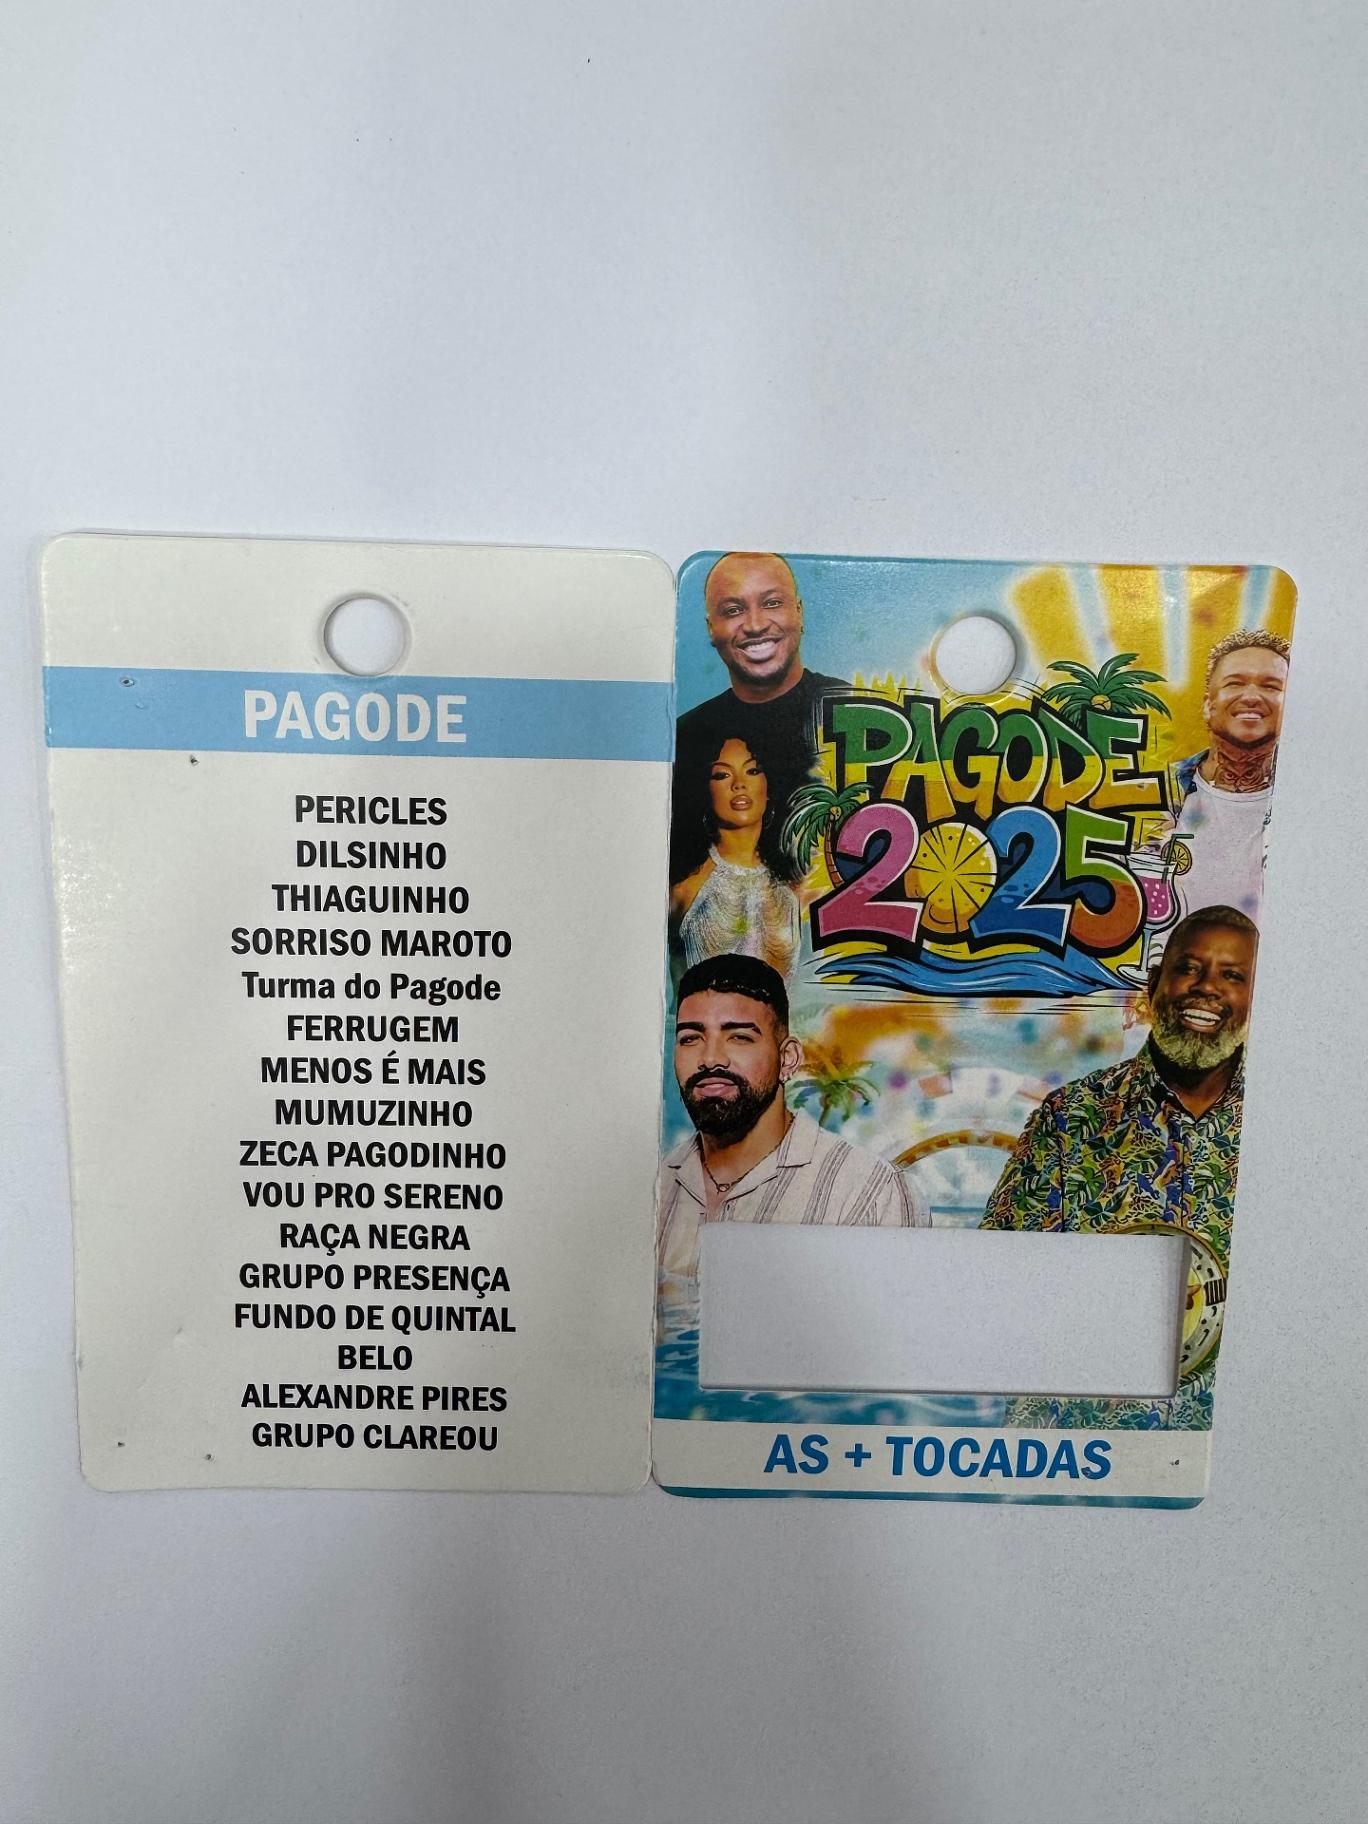 PAGODE
PERICLES
DILSINHO
THIAGUINHO
SORRISO MAROTO
Turma do Pagode
FERRUGEM
MENOS É MAIS
MUMUZINHO
ZECA PAGODINHO
VOU PRO SERENO
RAÇA NEGRA
GRUPO PRESENÇA
FUNDO DE QUINTAL
BELO
ALEXANDRE PIRES
GRUPO CLAREOU
PAGODE
2025
AS + TOCADAS